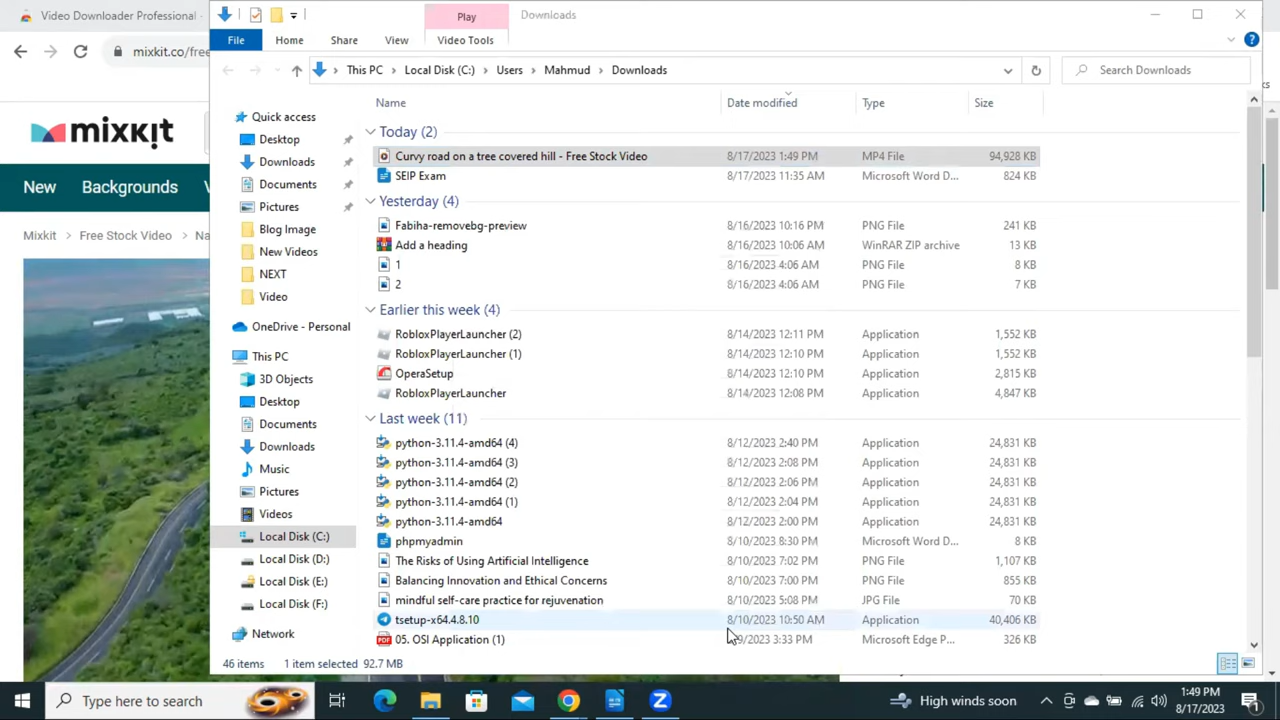 Video Downloader Professional -
Play
Downloads
File
Home
Share
View
Video Tools
mixkit.co/free
This PC > Local Disk (C:) > Users > Mahmud > Downloads
Search Downloads
mixkit
New
Backgrounds
Mixkit > Free Stock Video >
Quick access
Desktop
Downloads
Documents
Pictures
Blog Image
New Videos
NEXT
Video
OneDrive - Personal
This PC
3D Objects
Desktop
Documents
Downloads
Music
Pictures
Videos
Local Disk (C:)
Local Disk (D:)
Local Disk (E:)
Local Disk (F:)
Network
Name Date modified Type Size
Today (2)
Curvy road on a tree covered hill - Free Stock Video 8/17/2023 1:49 PM MP4 File 94,928 KB
SEIP Exam 8/17/2023 11:35 AM Microsoft Word D... 824 KB
Yesterday (4)
Fabiha-removebg-preview 8/16/2023 10:16 PM PNG File 241 KB
Add a heading 8/16/2023 10:06 AM WinRAR ZIP archive 13 KB
1 8/16/2023 4:06 AM PNG File 8 KB
2 8/16/2023 4:06 AM PNG File 7 KB
Earlier this week (4)
RobloxPlayerLauncher (2) 8/14/2023 12:11 PM Application 1,552 KB
RobloxPlayerLauncher (1) 8/14/2023 12:10 PM Application 1,552 KB
OperaSetup 8/14/2023 12:10 PM Application 2,815 KB
RobloxPlayerLauncher 8/14/2023 12:08 PM Application 4,847 KB
Last week (11)
python-3.11.4-amd64 (4) 8/12/2023 2:40 PM Application 24,831 KB
python-3.11.4-amd64 (3) 8/12/2023 2:08 PM Application 24,831 KB
python-3.11.4-amd64 (2) 8/12/2023 2:06 PM Application 24,831 KB
python-3.11.4-amd64 (1) 8/12/2023 2:04 PM Application 24,831 KB
python-3.11.4-amd64 8/12/2023 2:00 PM Application 24,831 KB
phpmyadmin 8/10/2023 8:30 PM Microsoft Word D... 8 KB
The Risks of Using Artificial Intelligence 8/10/2023 7:02 PM PNG File 1,107 KB
Balancing Innovation and Ethical Concerns 8/10/2023 7:00 PM PNG File 855 KB
mindful self-care practice for rejuvenation 8/10/2023 5:08 PM JPG File 70 KB
tsetup-x64.4.8.10 8/10/2023 10:50 AM Application 40,406 KB
05. OSI Application (1) /9/2023 3:33 PM Microsoft Edge P... 326 KB
46 items 1 item selected 92.7 MB
Type here to search
High winds soon
1:49 PM
8/17/2023